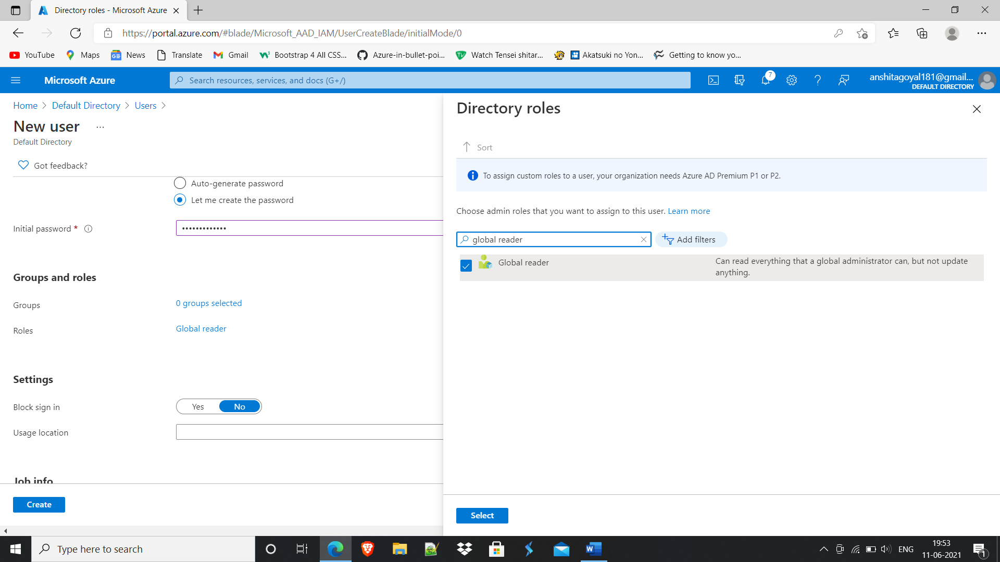 Directory roles - Microsoft Azure
https://portal.azure.com/#blade/Microsoft_AAD_IAM/UserCreateBlade/initialMode/0
YouTube Maps News Translate Gmail Bootstrap 4 All CSS... Azure-in-bullet-poi... Watch Tensei shitar... Akatsuki no Yon... Getting to know yo...
Microsoft Azure
Search resources, services, and docs (G+/)
7
anshitagoyal181@gmail...
DEFAULT DIRECTORY
Home > Default Directory > Users >
New user ...
Default Directory
Got feedback?
Auto-generate password
Let me create the password
Initial password *
Groups and roles
Groups
0 groups selected
Roles
Global reader
Settings
Block sign in
Yes No
Usage location
Job info
Create
Directory roles
Sort
To assign custom roles to a user, your organization needs Azure AD Premium P1 or P2.
Choose admin roles that you want to assign to this user. Learn more
global reader
Add filters
Global reader
Can read everything that a global administrator can, but not update
anything.
Select
Type here to search
ENG
19:53
11-06-2021
1